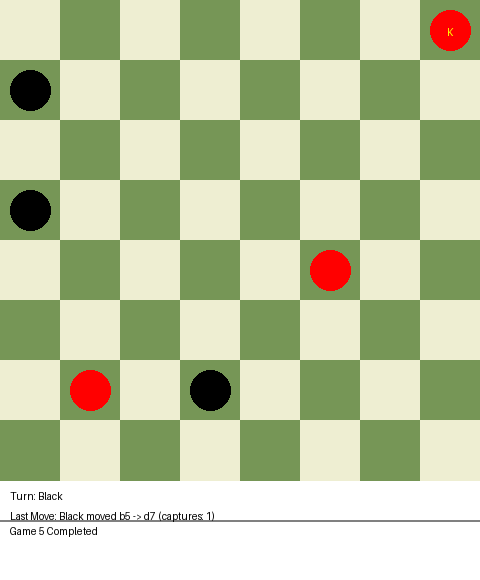 K
Turn: Black
Last Move: Black moved b5 -> d7 (captures: 1)
Game 5 Completed